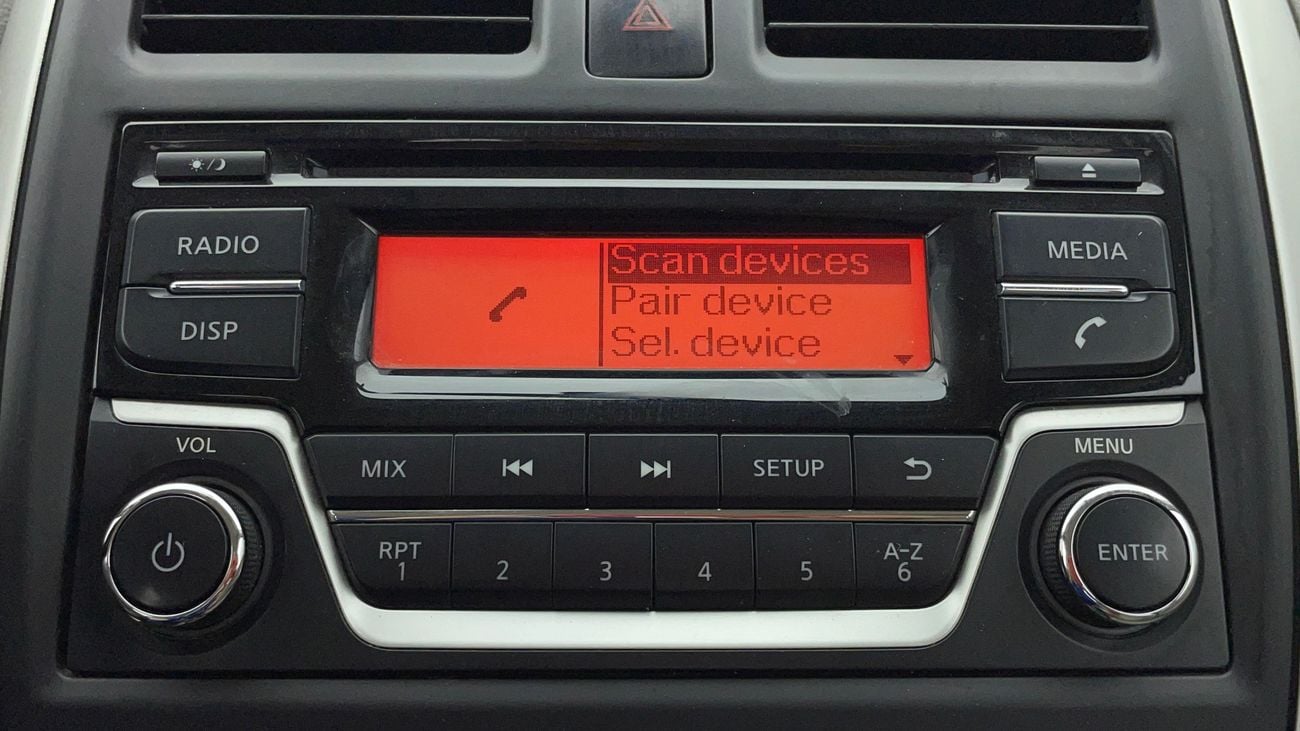 RADIO
DISP
Scan devices
Pair device
Sel. device
MEDIA
VOL
MIX
SETUP
MENU
RPT
1
2
3
4
5
A-Z
6
ENTER